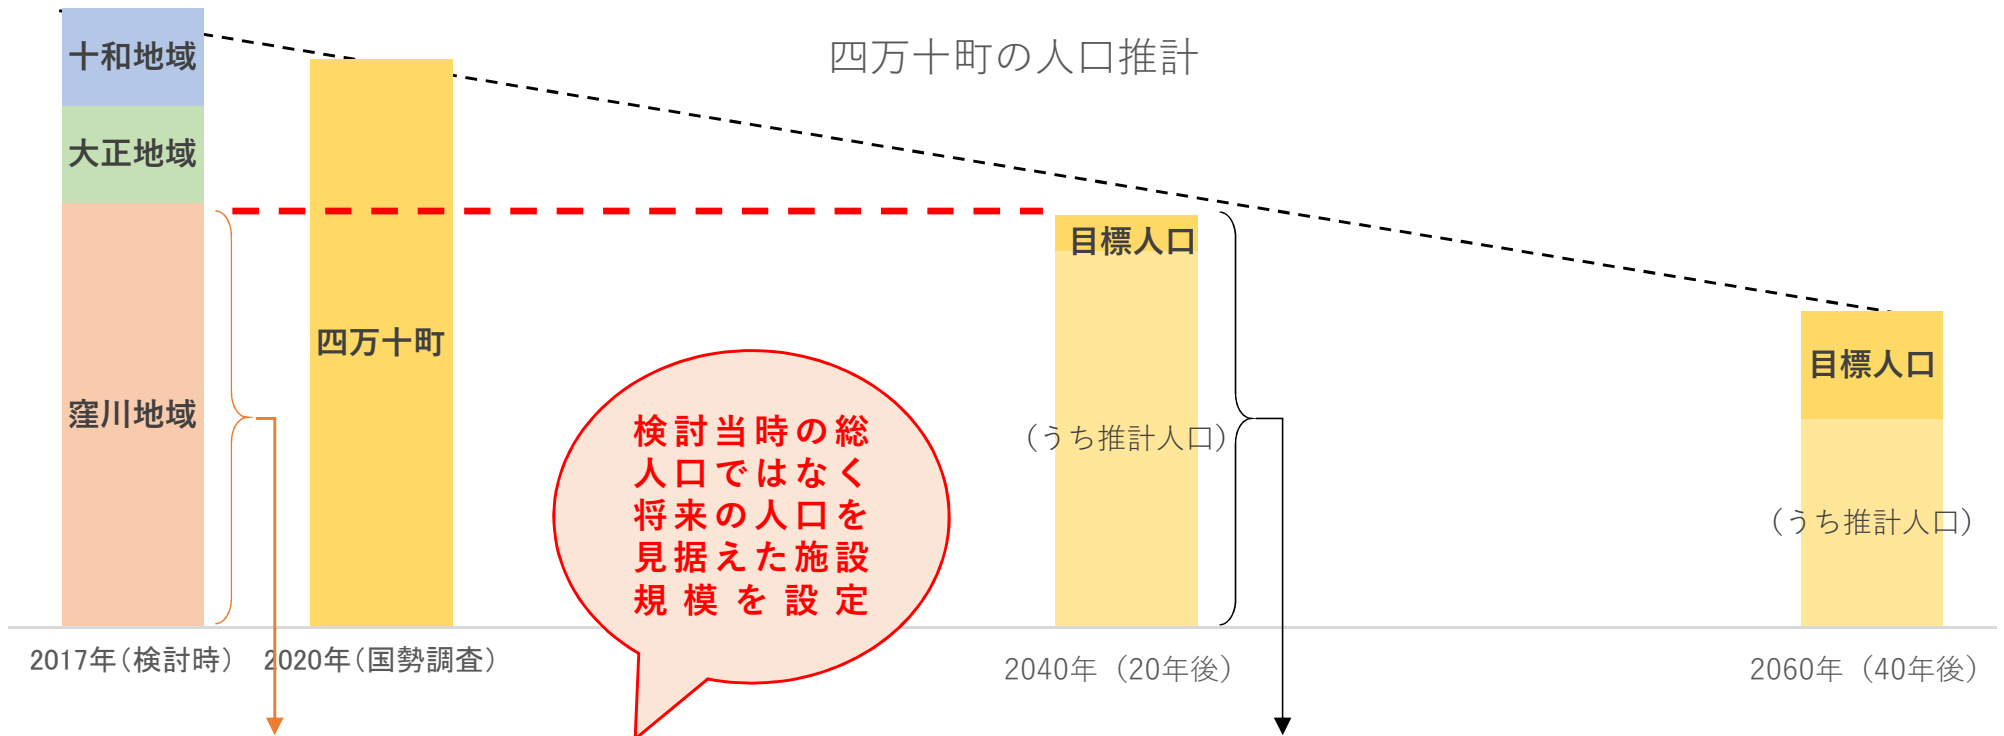 四万十町の人口推計
十和地域
大正地域
窪川地域
四万十町
目標人口
（うち推計人口）
目標人口
（うち推計人口）
検討当時の総
人口ではなく
将来の人口を
見据えた施設
規模を設定
2017年（検討時）
2020年（国勢調査）
2040年（20年後）
2060年（40年後）